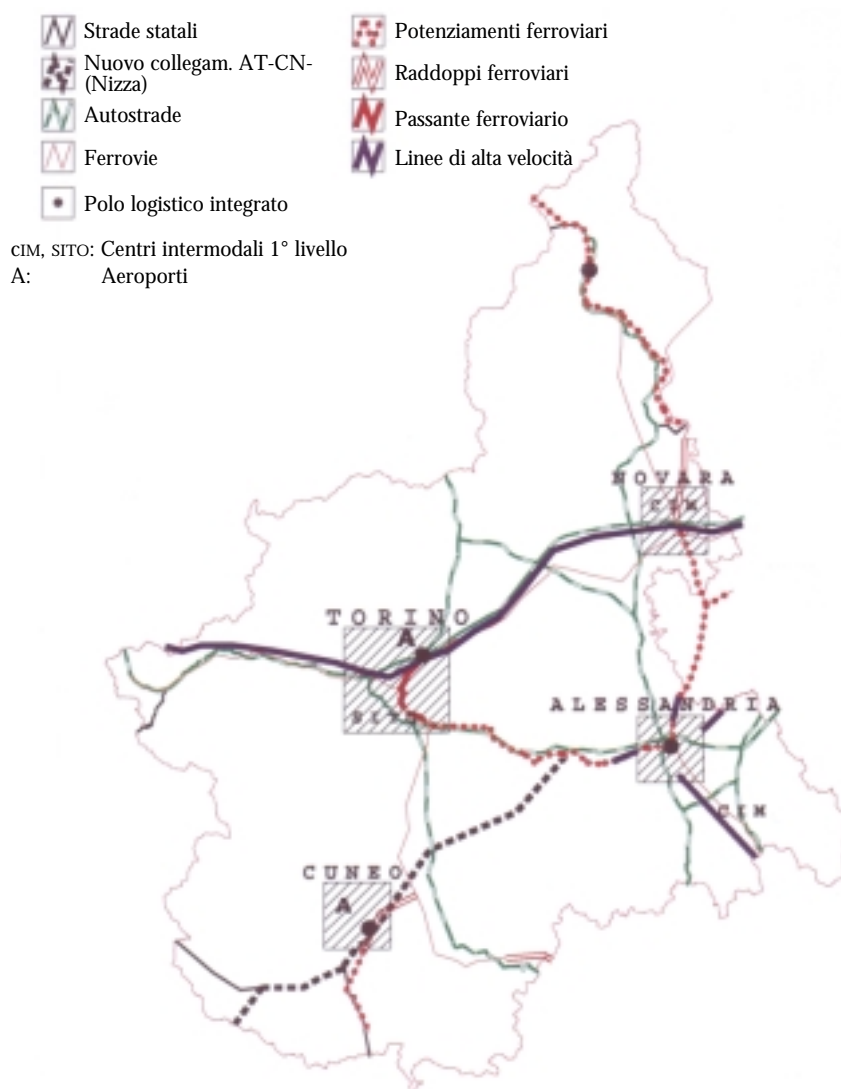 Strade statali
Nuovo collegam. AT-CN-
(Nizza)
Autostrade
Ferrovie
Polo logistico integrato
Potenziamenti ferroviari
Raddoppi ferroviari
Passante ferroviario
Linee di alta velocità
CIM, SITO: Centri intermodali 1° livello
A: Aeroporti
NOVARA
CIM
TORINO
A
SITO
ALESSANDRIA
CIM
CUNEO
A